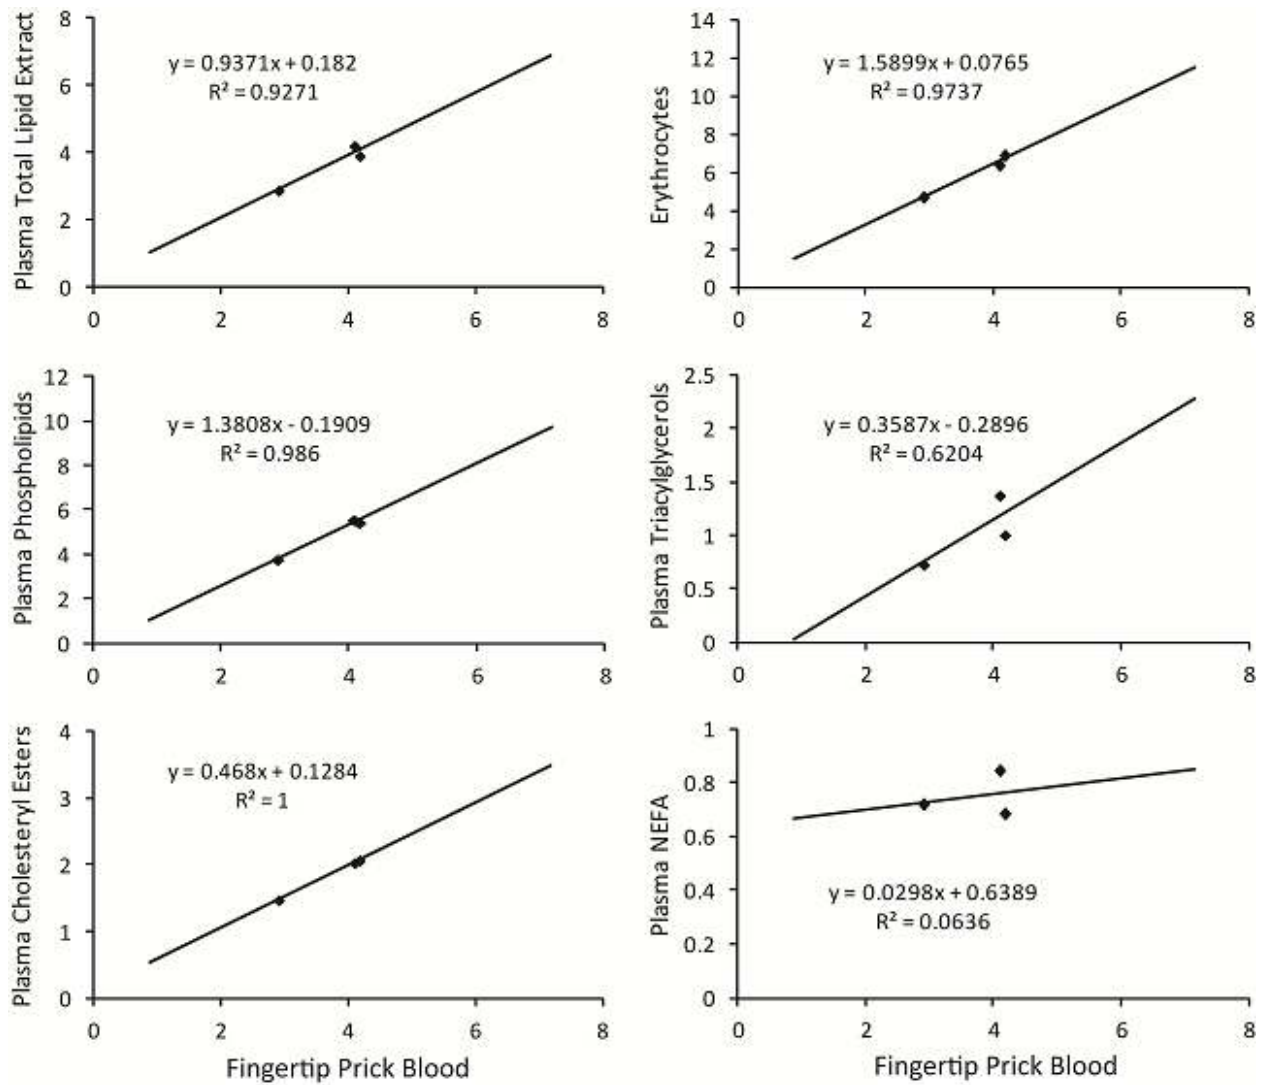 Plasma Total Lipid Extract
8
6
4
2
0
y = 0.9371x + 0.182
R² = 0.9271
0 2 4 6 8
Erythrocytes
14
12
10
8
6
4
2
0
y = 1.5899x + 0.0765
R² = 0.9737
0 2 4 6 8
Plasma Phospholipids
12
10
8
6
4
2
0
y = 1.3808x - 0.1909
R² = 0.986
0 2 4 6 8
Plasma Triacylglycerols
2.5
2
1.5
1
0.5
0
y = 0.3587x - 0.2896
R² = 0.6204
0 2 4 6 8
Plasma Cholesteryl Esters
4
3
2
1
0
y = 0.468x + 0.1284
R² = 1
0 2 4 6 8
Fingertip Prick Blood
Plasma NEFA
1
0.8
0.6
0.4
0.2
0
y = 0.0298x + 0.6389
R² = 0.0636
0 2 4 6 8
Fingertip Prick Blood